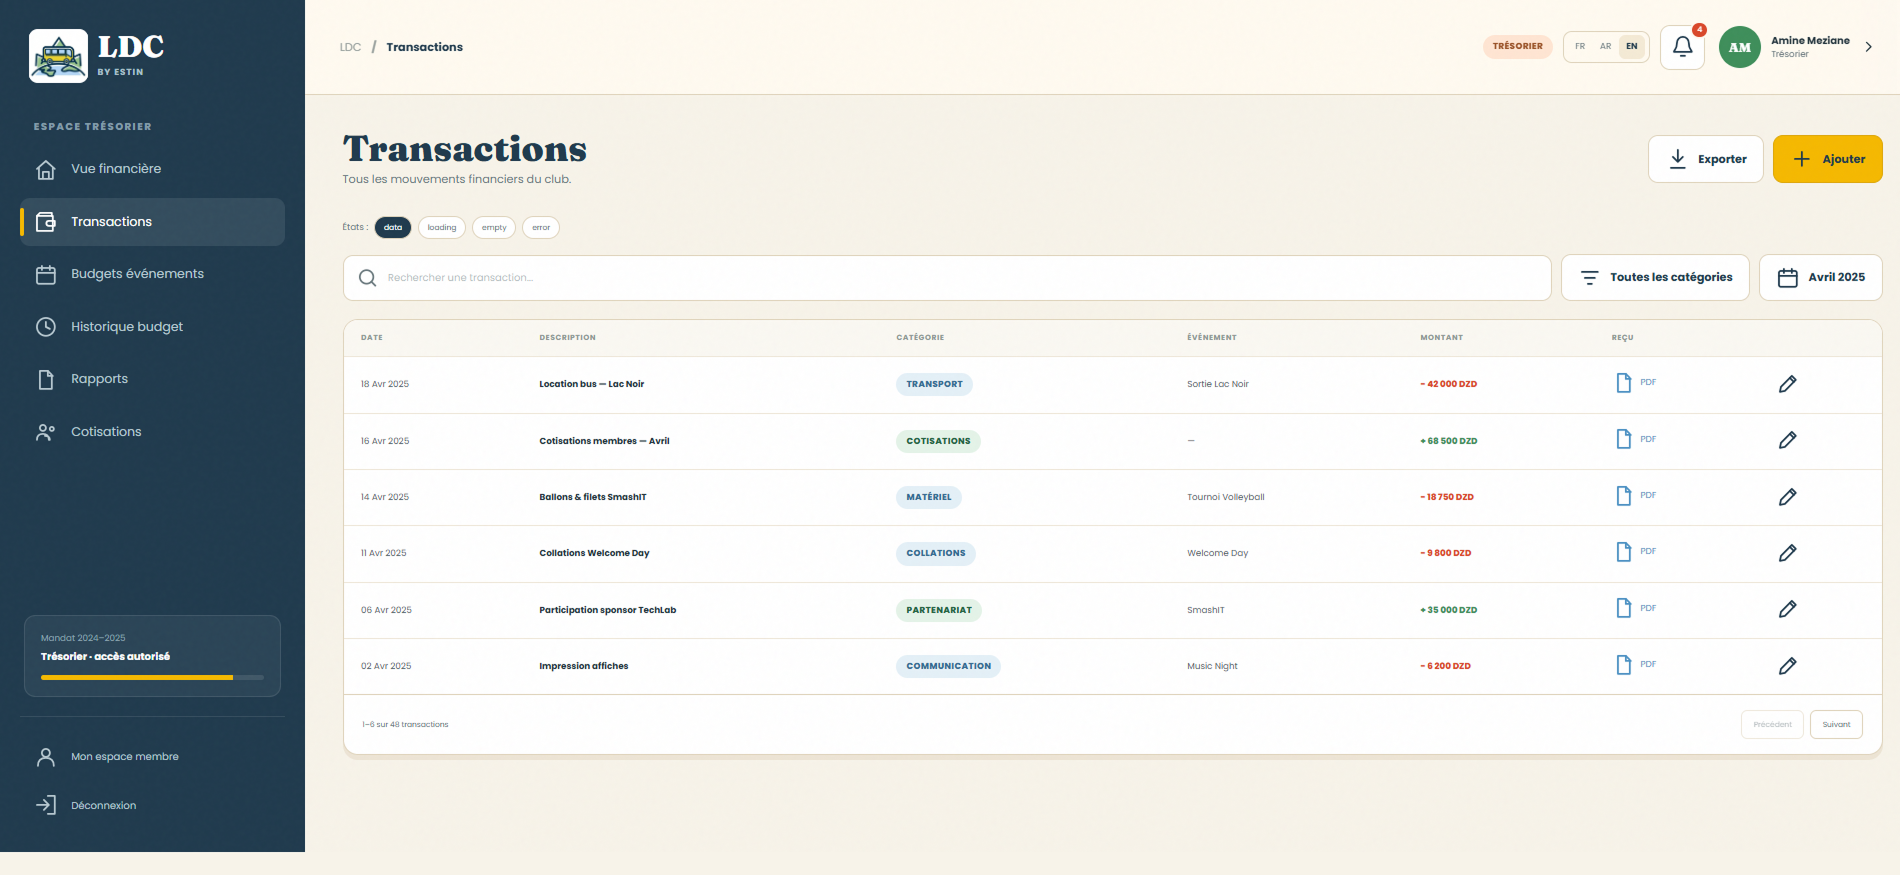 LDC
BY ESTIN
ESPACE TRÉSORIER
Vue financière
Transactions
Budgets événements
Historique budget
Rapports
Cotisations
Mandat 2024–2025
Trésorier · accès autorisé
Mon espace membre
Déconnexion
LDC / Transactions
TRÉSORIER
FR AR EN
4
AM
Amine Meziane
Trésorier
Transactions
Tous les mouvements financiers du club.
Exporter
Ajouter
États : data loading empty error
Rechercher une transaction...
Toutes les catégories
Avril 2025
DATE DESCRIPTION CATÉGORIE ÉVÉNEMENT MONTANT REÇU
18 Avr 2025 Location bus — Lac Noir TRANSPORT Sortie Lac Noir - 42 000 DZD PDF
16 Avr 2025 Cotisations membres — Avril COTISATIONS — + 68 500 DZD PDF
14 Avr 2025 Ballons & filets SmashIT MATÉRIEL Tournoi Volleyball - 18 750 DZD PDF
11 Avr 2025 Collations Welcome Day COLLATIONS Welcome Day - 9 800 DZD PDF
06 Avr 2025 Participation sponsor TechLab PARTENARIAT SmashIT + 35 000 DZD PDF
02 Avr 2025 Impression affiches COMMUNICATION Music Night - 6 200 DZD PDF
1–6 sur 48 transactions
Précédent
Suivant